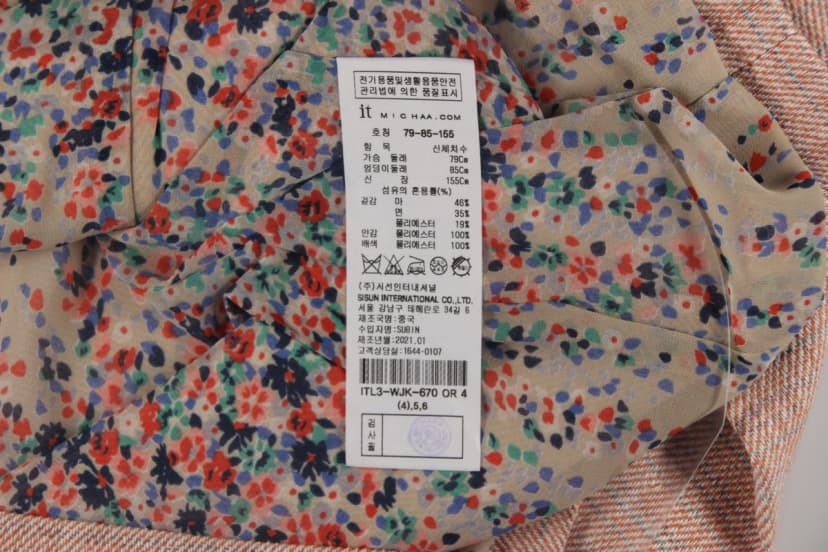 전기용품및생활용품안전
관리법에 의한 품질표시
it MICHAA.COM
호칭 79-85-155
항 목 신체치수
가슴 둘레 79Cm
엉덩이둘레 85Cm
신 장 155Cm
섬유의 혼용률(%)
겉감 마 46%
면 35%
폴리에스터 19%
안감 폴리에스터 100%
배색 폴리에스터 100%
(주)시선인터내셔널
SISUN INTERNATIONAL CO.,LTD.
서울 강남구 테헤란로 34길 6
제조국명:중국
수입자명:SUBIN
제조년월:2021.01
고객상담실:1644-0107
ITL3-WJK-670 OR 4
(4),5,6
검
사
필